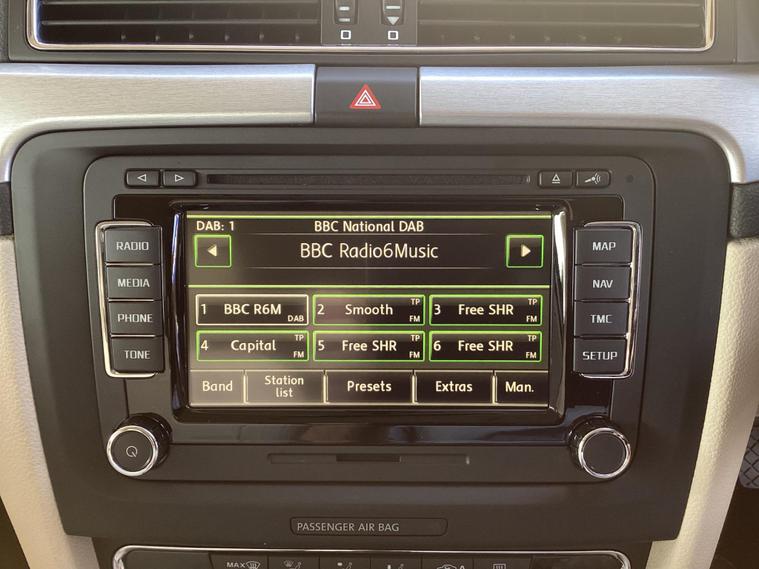 DAB: 1 BBC National DAB
BBC Radio6Music
1 BBC R6M DAB
2 Smooth TP FM
3 Free SHR TP FM
4 Capital TP FM
5 Free SHR TP FM
6 Free SHR TP FM
Band
Station
list
Presets
Extras
Man.
RADIO
MEDIA
PHONE
TONE
MAP
NAV
TMC
SETUP
PASSENGER AIR BAG
MAX
A